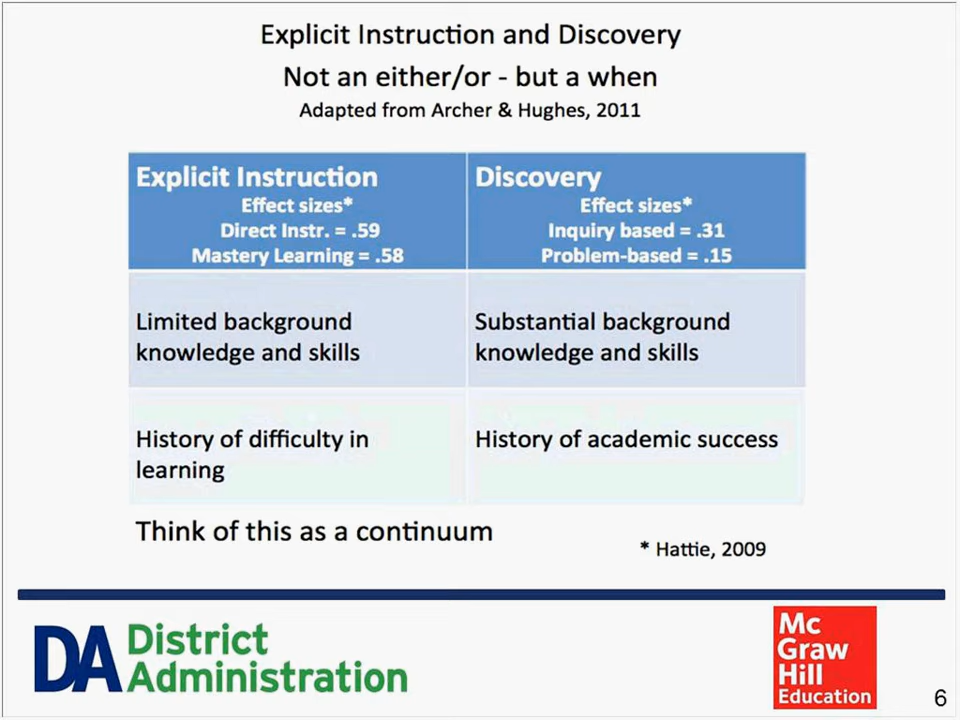 Explicit Instruction and Discovery
Not an either/or - but a when
Adapted from Archer & Hughes, 2011
Explicit Instruction
Effect sizes*
Direct Instr. = .59
Mastery Learning = .58
Discovery
Effect sizes*
Inquiry based = .31
Problem-based = .15
Limited background
knowledge and skills
Substantial background
knowledge and skills
History of difficulty in
learning
History of academic success
Think of this as a continuum
* Hattie, 2009
DA District
Administration
Mc
Graw
Hill
Education
6